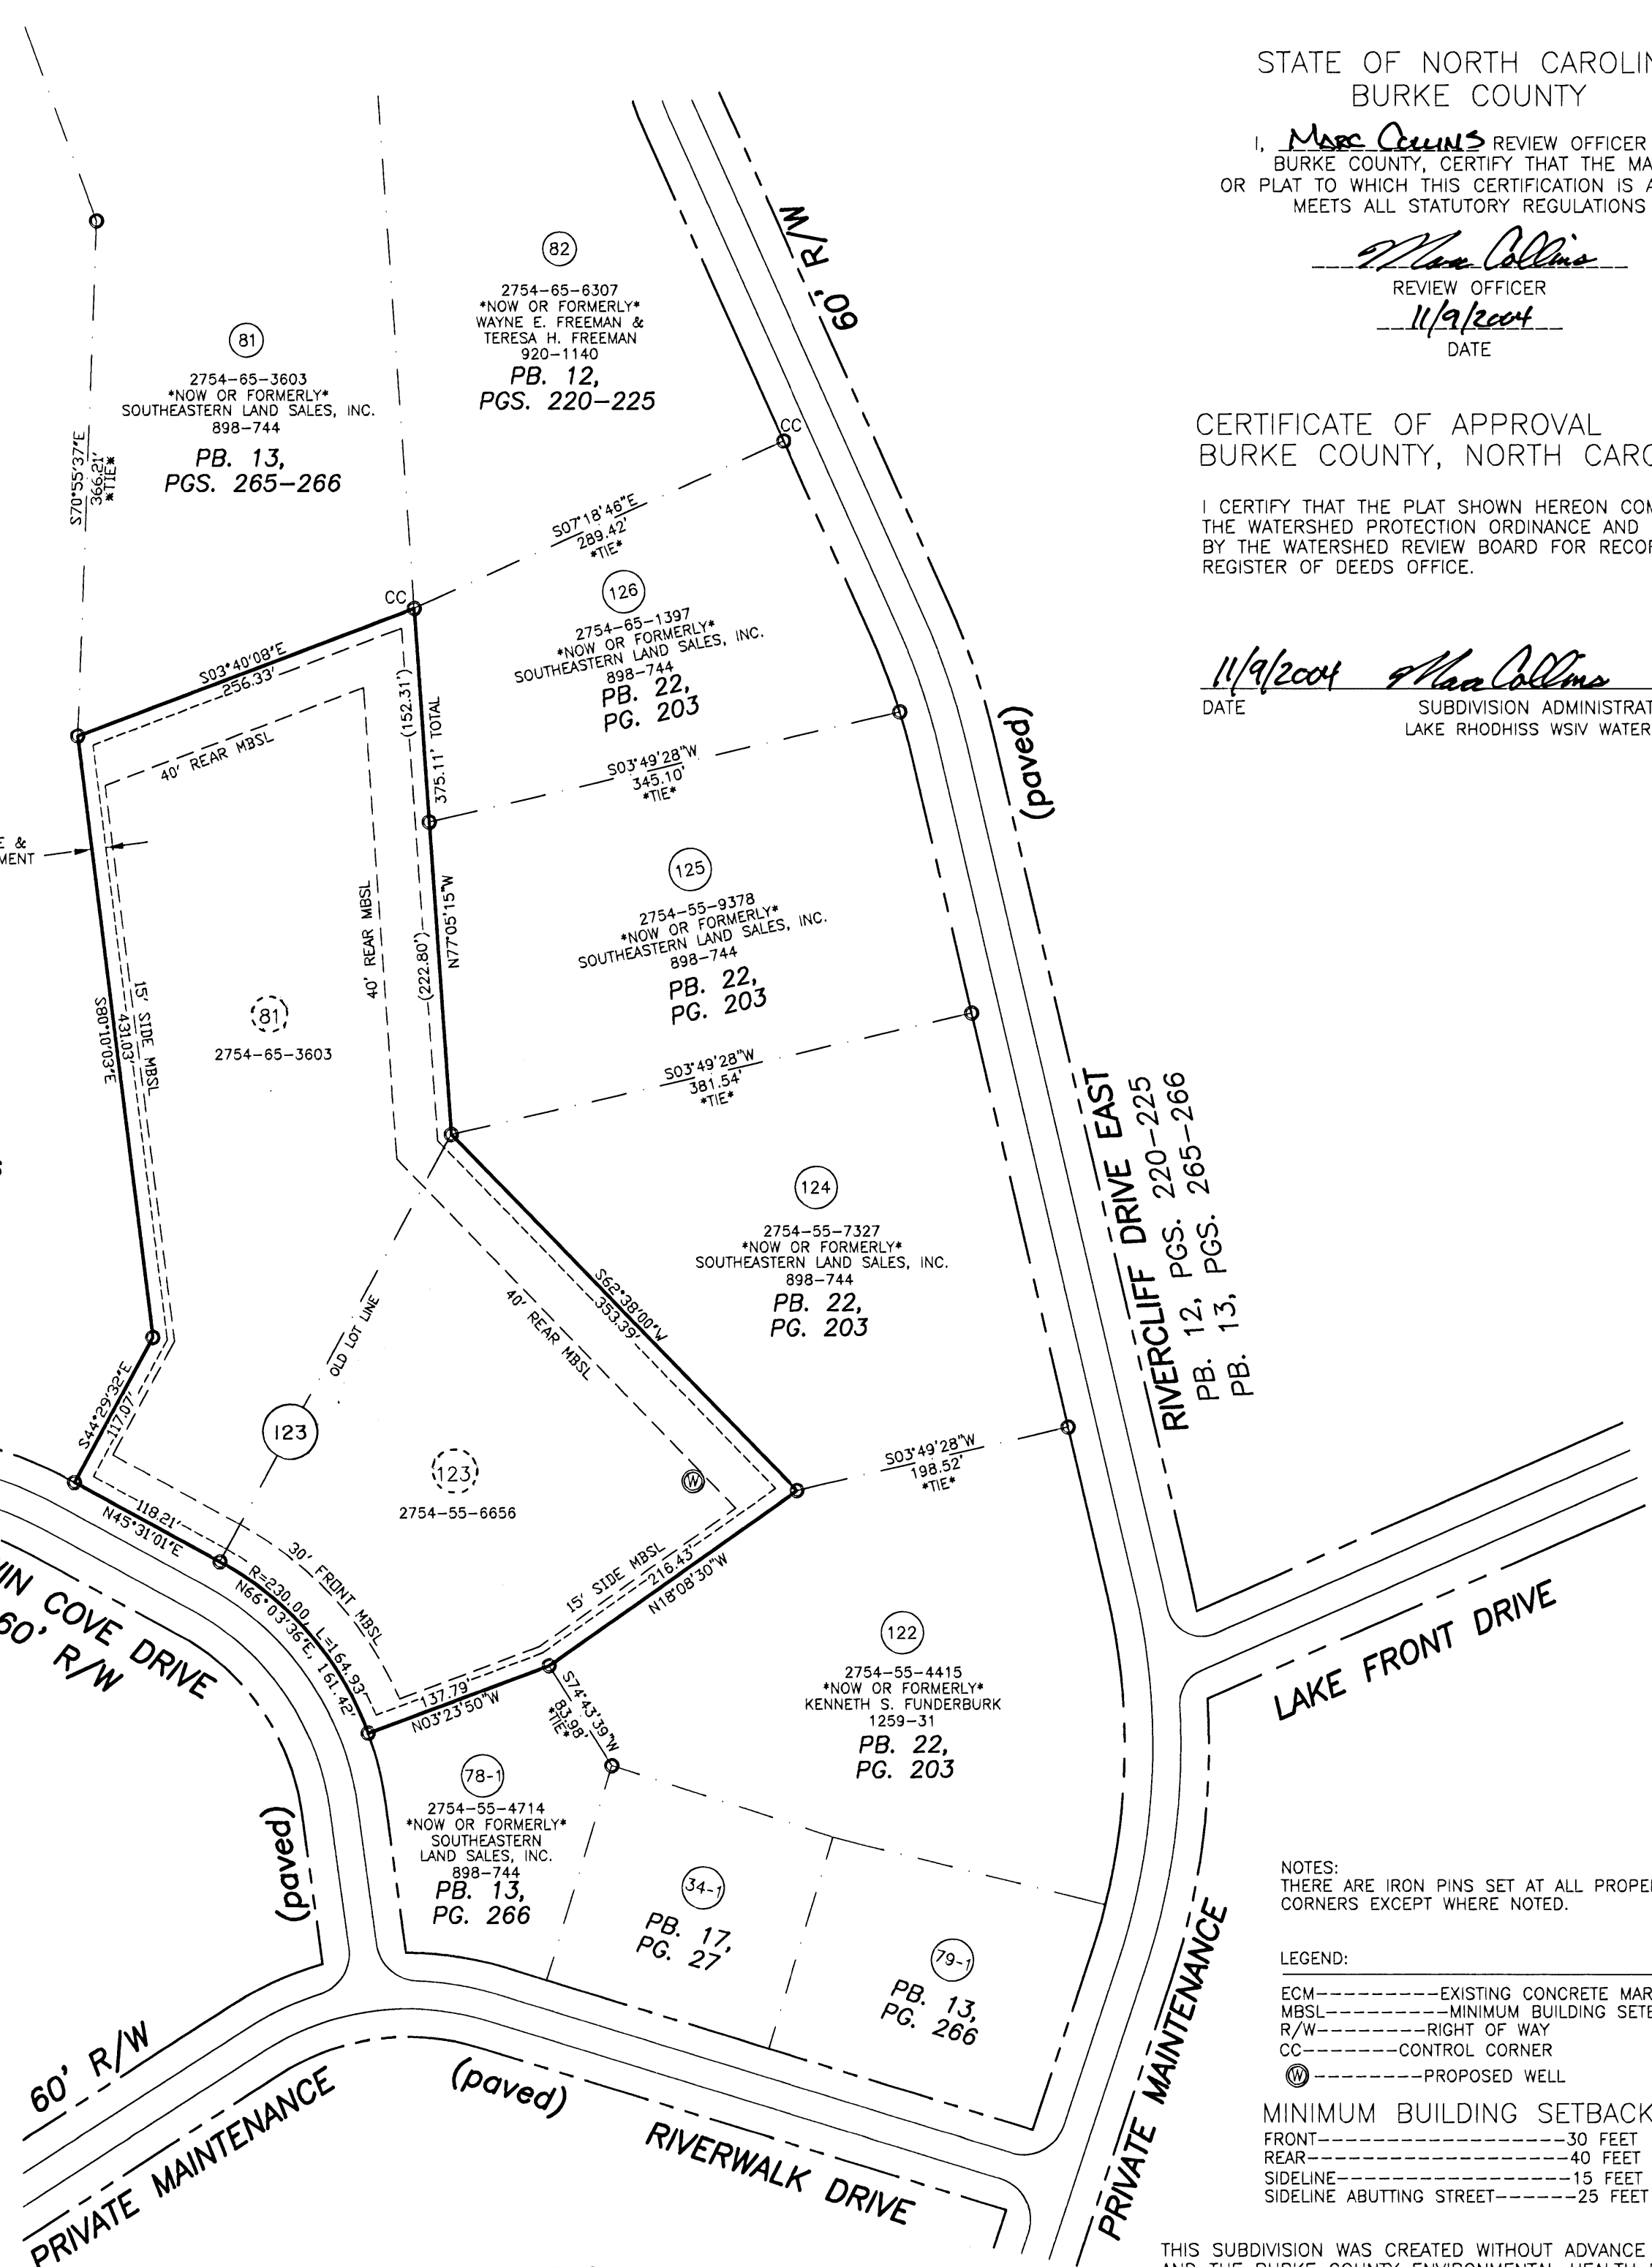 STATE OF NORTH
BURKE COUNTY
I, MARC COLLINS REVIEW OFFICER
BURKE COUNTY, CERTIFY THAT THE
OR PLAT TO WHICH THIS CERTIFICATION IS
MEETS ALL STATUTORY REGULATIONS
Marc Collins
REVIEW OFFICER
11/9/2004
DATE
CERTIFICATE OF APPROVAL
BURKE COUNTY, NORTH
I CERTIFY THAT THE PLAT SHOWN HEREON
THE WATERSHED PROTECTION ORDINANCE AND
BY THE WATERSHED REVIEW BOARD FOR
REGISTER OF DEEDS OFFICE.
11/9/2004 Marc Collins
DATE
SUBDIVISION
LAKE RHODHISS WSIV
82
2754-65-6307
*NOW OR FORMERLY*
WAYNE E. FREEMAN &
TERESA H. FREEMAN
920-1140
PB. 12,
PGS. 220-225
81
2754-65-3603
*NOW OR FORMERLY*
SOUTHEASTERN LAND SALES, INC.
898-744
PB. 13,
PGS. 265-266
S70°55'37"E
366.21'
*TIE*
60' R/W
CC
S07°18'46"E
289.42'
*TIE*
CC
126
2754-65-1397
*NOW OR FORMERLY*
SOUTHEASTERN LAND SALES, INC.
898-744
PB. 22,
PG. 203
S03°40'08"E
256.33'
40' REAR MBSL
(152.31')
375.11' TOTAL
S03°49'28"W
345.10'
*TIE*
(paved)
&
125
2754-55-9378
*NOW OR FORMERLY*
SOUTHEASTERN LAND SALES, INC.
898-744
PB. 22,
PG. 203
40' REAR MBSL
(222.80')
N77°05'15"W
15' SIDE MBSL
431.03'
S80°10'03"E
81
2754-65-3603
S03°49'28"W
381.54'
*TIE*
124
2754-55-7327
*NOW OR FORMERLY*
SOUTHEASTERN LAND SALES, INC.
898-744
PB. 22,
PG. 203
RIVERCLIFF DRIVE EAST
PB. 12, PGS. 220-225
PB. 13, PGS. 265-266
S62°38'00"W
353.39'
40' REAR MBSL
OLD LOT LINE
S44°29'32"E
117.07'
123
123
2754-55-6656
W
S03°49'28"W
198.52'
*TIE*
118.21'
N45°31'01"E
30' FRONT MBSL
R=230.00, L=164.93'
N66°03'36"E, 161.42'
15' SIDE MBSL
216.43'
N18°08'30"W
137.79'
N03°23'50"W
S74°43'39"W
83.98'
*TIE*
COVE DRIVE
60' R/W
122
2754-55-4415
*NOW OR FORMERLY*
KENNETH S. FUNDERBURK
1259-31
PB. 22,
PG. 203
LAKE FRONT DRIVE
78-1
2754-55-4714
*NOW OR FORMERLY*
SOUTHEASTERN
LAND SALES, INC.
898-744
PB. 13,
PG. 266
(paved)
34-1
PB. 17,
PG. 27
79-1
PB. 13,
PG. 266
60' R/W
PRIVATE MAINTENANCE
(paved)
RIVERWALK DRIVE
PRIVATE MAINTENANCE
NOTES:
THERE ARE IRON PINS SET AT ALL
CORNERS EXCEPT WHERE NOTED.
LEGEND:
ECM---------EXISTING CONCRETE
MBSL---------MINIMUM BUILDING
R/W--------RIGHT OF WAY
CC-------CONTROL CORNER
W --------PROPOSED WELL
MINIMUM BUILDING
FRONT-------------------30 FEET
REAR--------------------40 FEET
SIDELINE------------------15 FEET
SIDELINE ABUTTING STREET------25 FEET
THIS SUBDIVISION WAS CREATED WITHOUT ADVANCE
AND THE BURKE COUNTY ENVIRONMENTAL HEALTH